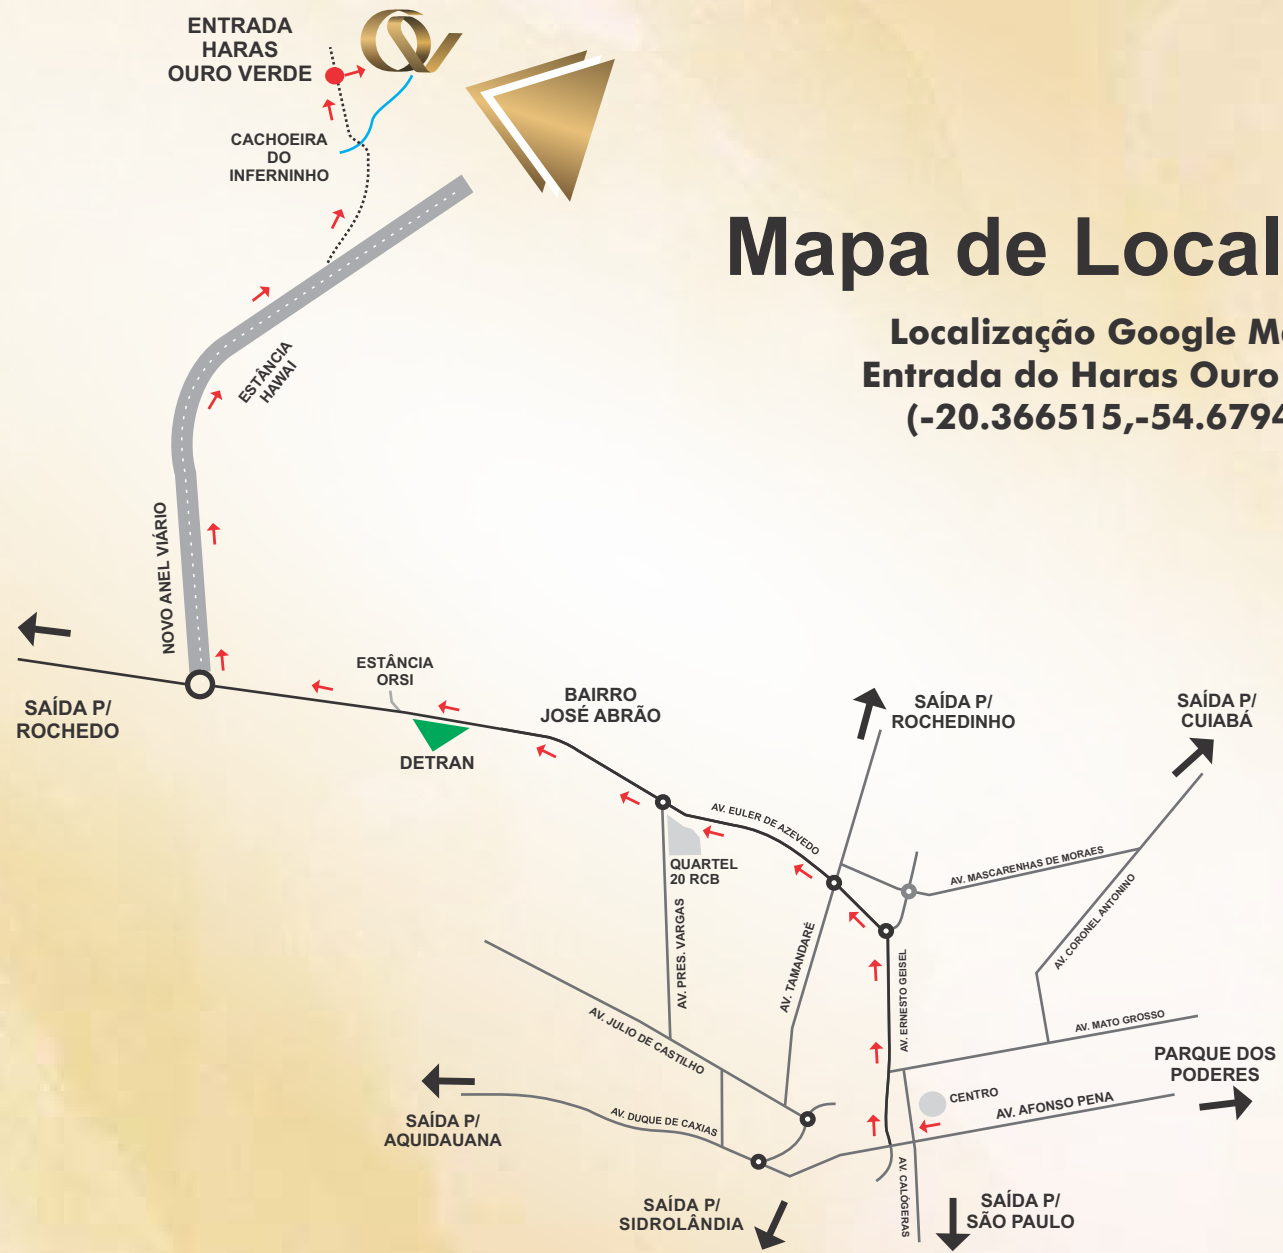 ENTRADA
HARAS
OURO VERDE
CACHOEIRA
DO
INFERNINHO
Mapa de Local
Localização Google M
Entrada do Haras Ouro
(-20.366515,-54.6794
ESTÂNCIA
HAWAI
NOVO ANEL VIÁRIO
SAÍDA P/
ROCHEDO
ESTÂNCIA
ORSI
DETRAN
BAIRRO
JOSÉ ABRÃO
SAÍDA P/
ROCHEDINHO
SAÍDA P/
CUIABÁ
AV. EULER DE AZEVEDO
QUARTEL
20 RCB
AV. MASCARENHAS DE MORAES
AV. CORONEL ANTONINO
AV. PRES. VARGAS
AV. TAMANDARÉ
AV. ERNESTO GEISEL
AV. JULIO DE CASTILHO
AV. MATO GROSSO
PARQUE DOS
PODERES
CENTRO
AV. AFONSO PENA
SAÍDA P/
AQUIDAUANA
AV. DUQUE DE CAXIAS
AV. CALÓGERAS
SAÍDA P/
SIDROLÂNDIA
SAÍDA P/
SÃO PAULO